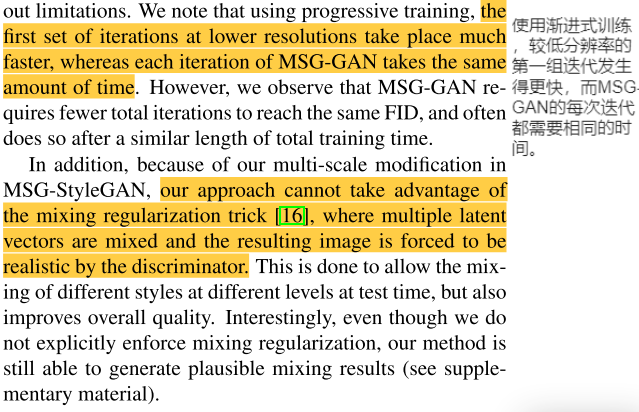 out limitations. We note that using progressive training, the
first set of iterations at lower resolutions take place much
faster, whereas each iteration of MSG-GAN takes the same
amount of time. However, we observe that MSG-GAN re-
quires fewer total iterations to reach the same FID, and often
does so after a similar length of total training time.
In addition, because of our multi-scale modification in
MSG-StyleGAN, our approach cannot take advantage of
the mixing regularization trick [16], where multiple latent
vectors are mixed and the resulting image is forced to be
realistic by the discriminator. This is done to allow the mix-
ing of different styles at different levels at test time, but also
improves overall quality. Interestingly, even though we do
not explicitly enforce mixing regularization, our method is
still able to generate plausible mixing results (see supple-
mentary material).
使用渐进式训练
，较低分辨率的
第一组迭代发生
得更快，而MSG-
GAN的每次迭代
都需要相同的时
间。